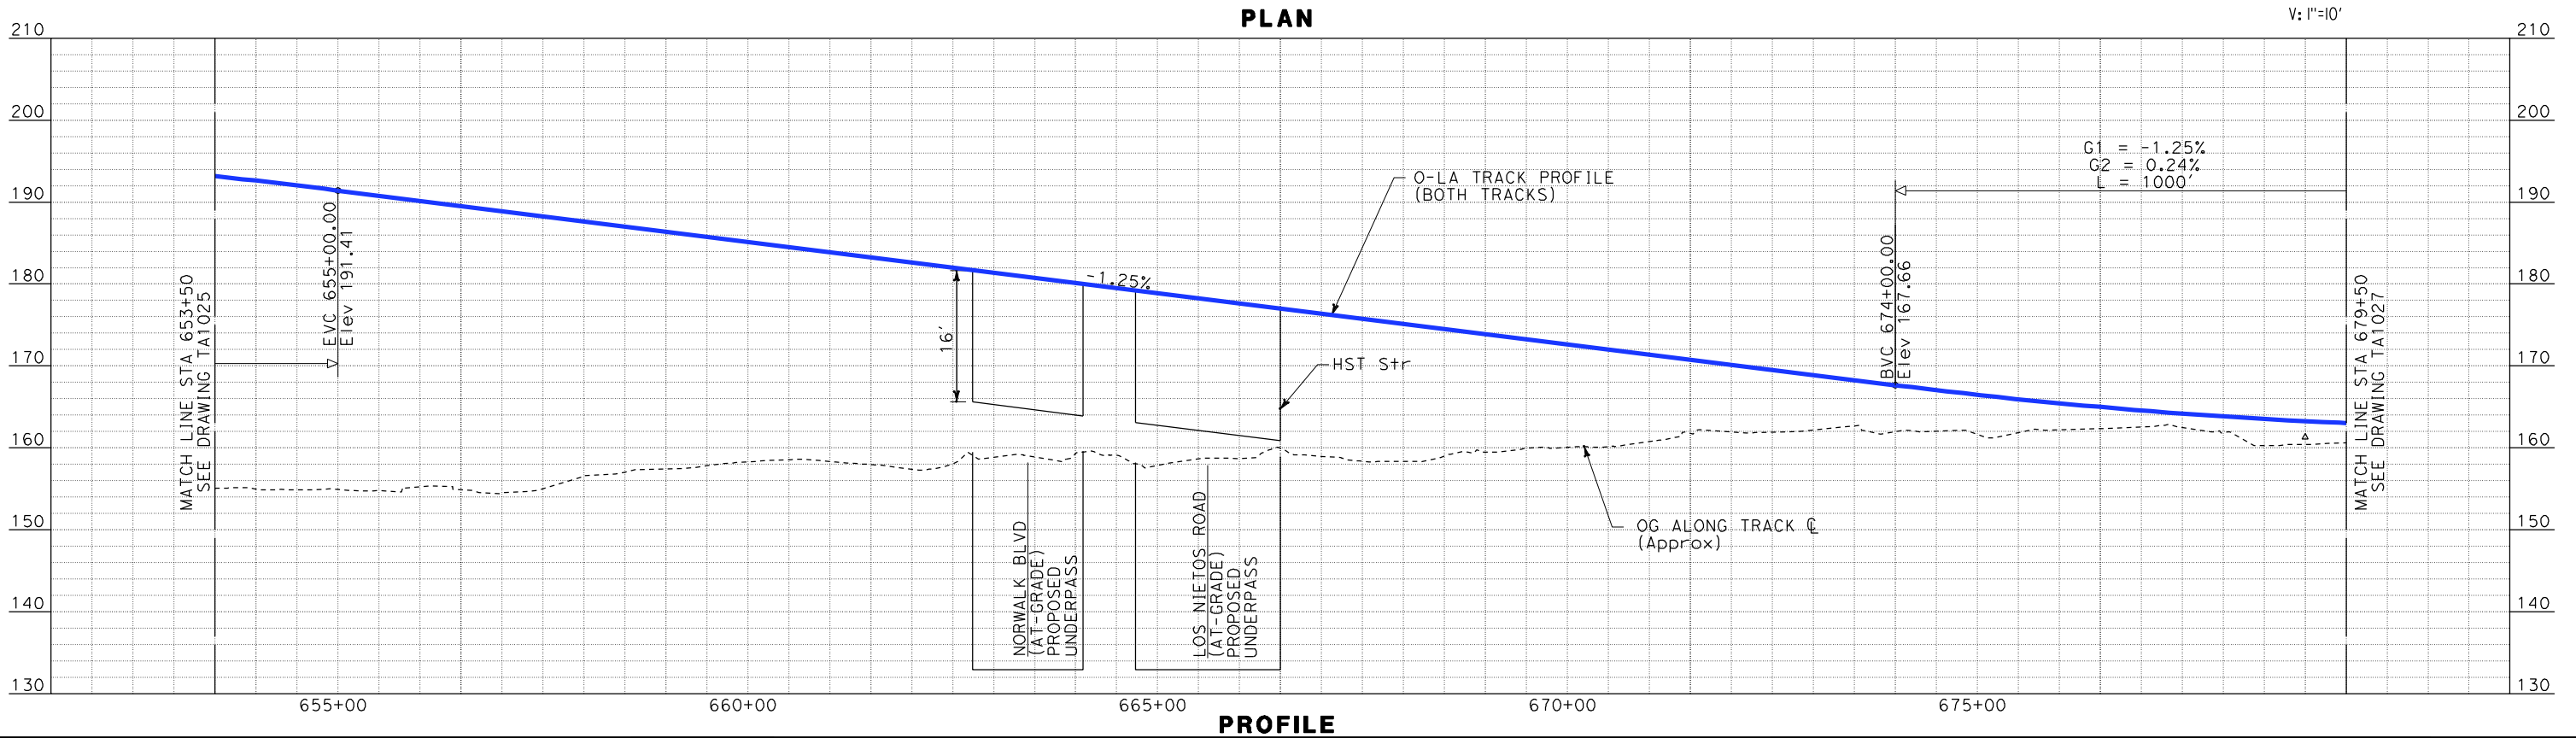 PLAN
V: 1"=10'
210
200
190
180
170
160
150
140
130
MATCH LINE STA 653+50
SEE DRAWING TA1025
EVC 655+00.00
Elev 191.41
16'
-1.25%
O-LA TRACK PROFILE
(BOTH TRACKS)
HST Str
NORWALK BLVD
(AT-GRADE)
PROPOSED
UNDERPASS
LOS NIETOS ROAD
(AT-GRADE)
PROPOSED
UNDERPASS
OG ALONG TRACK ℄
(Approx)
BVC 674+00.00
Elev 167.66
G1 = -1.25%
G2 = 0.24%
L = 1000'
MATCH LINE STA 679+50
SEE DRAWING TA1027
210
200
190
180
170
160
150
140
130
655+00
660+00
665+00
670+00
675+00
PROFILE